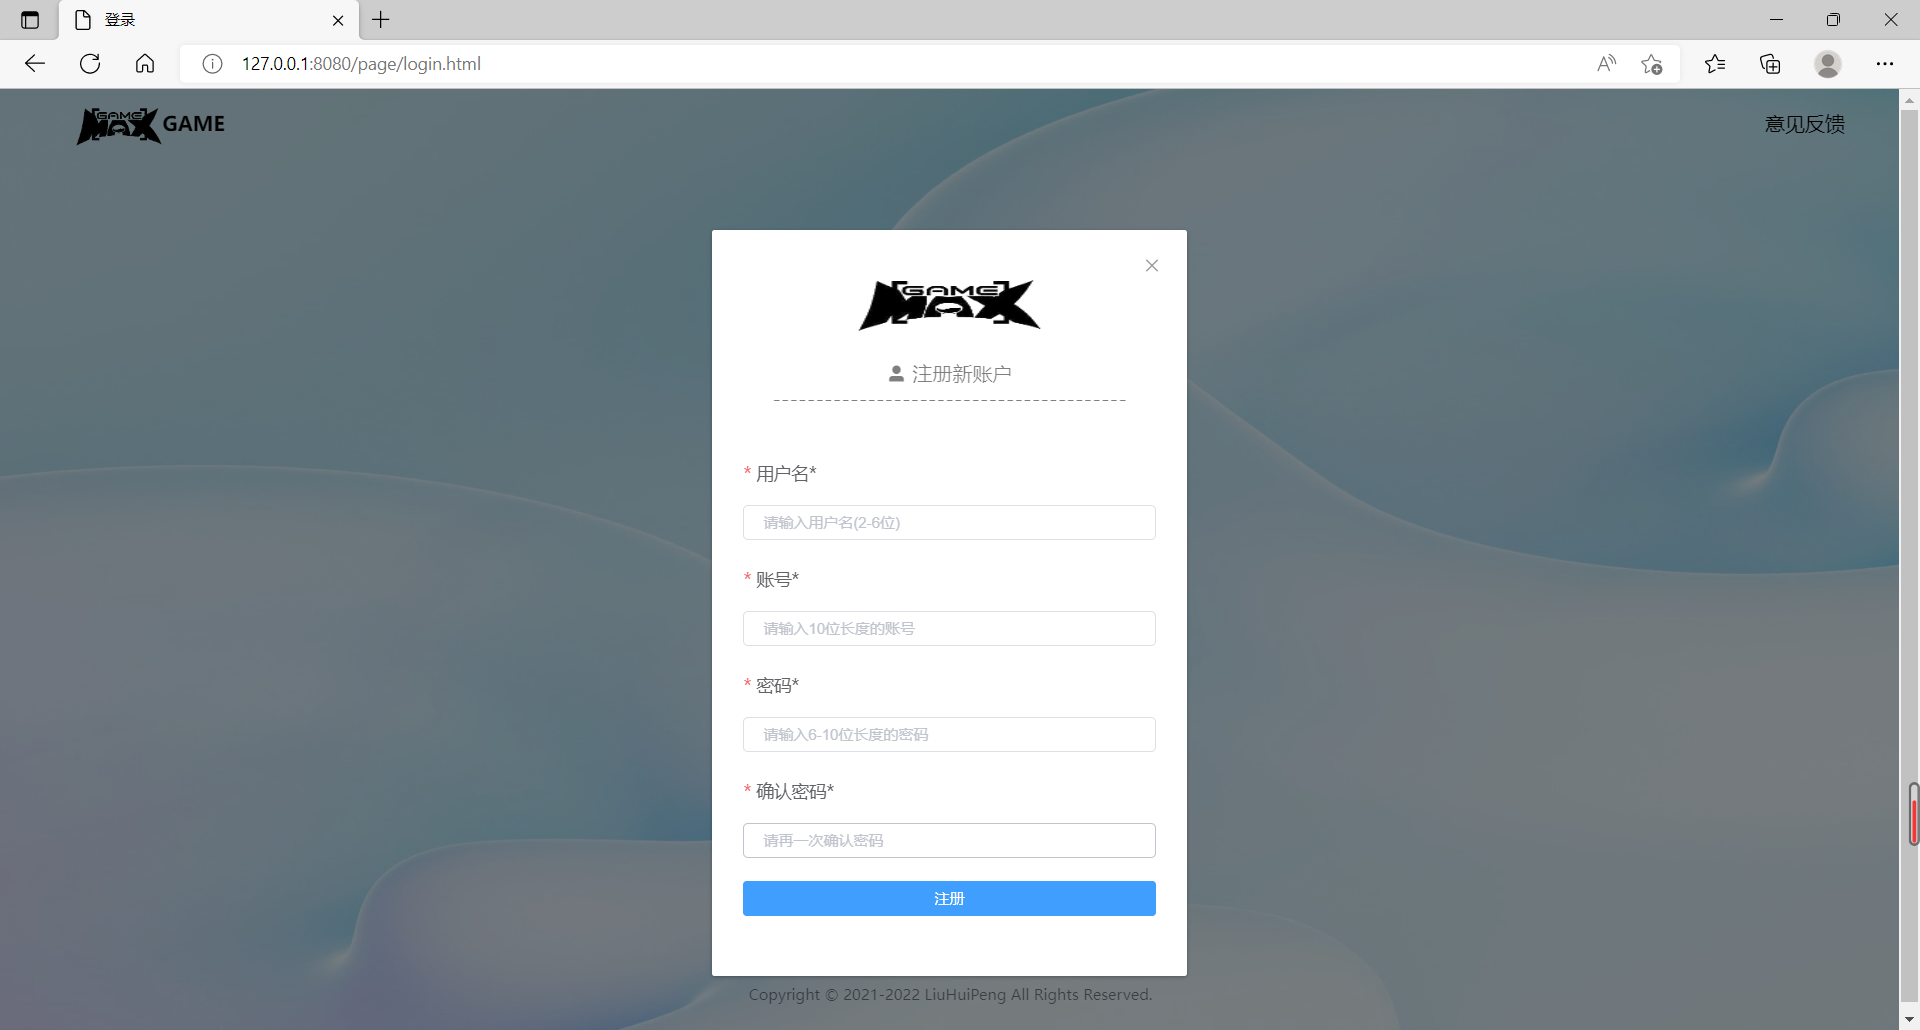 登录
127.0.0.1:8080/page/login.html
GAME MAX GAME
意见反馈
GAME
MAX
注册新账户
* 用户名*
请输入用户名(2-6位)
* 账号*
请输入10位长度的账号
* 密码*
请输入6-10位长度的密码
* 确认密码*
请再一次确认密码
注册
Copyright © 2021-2022 LiuHuiPeng All Rights Reserved.